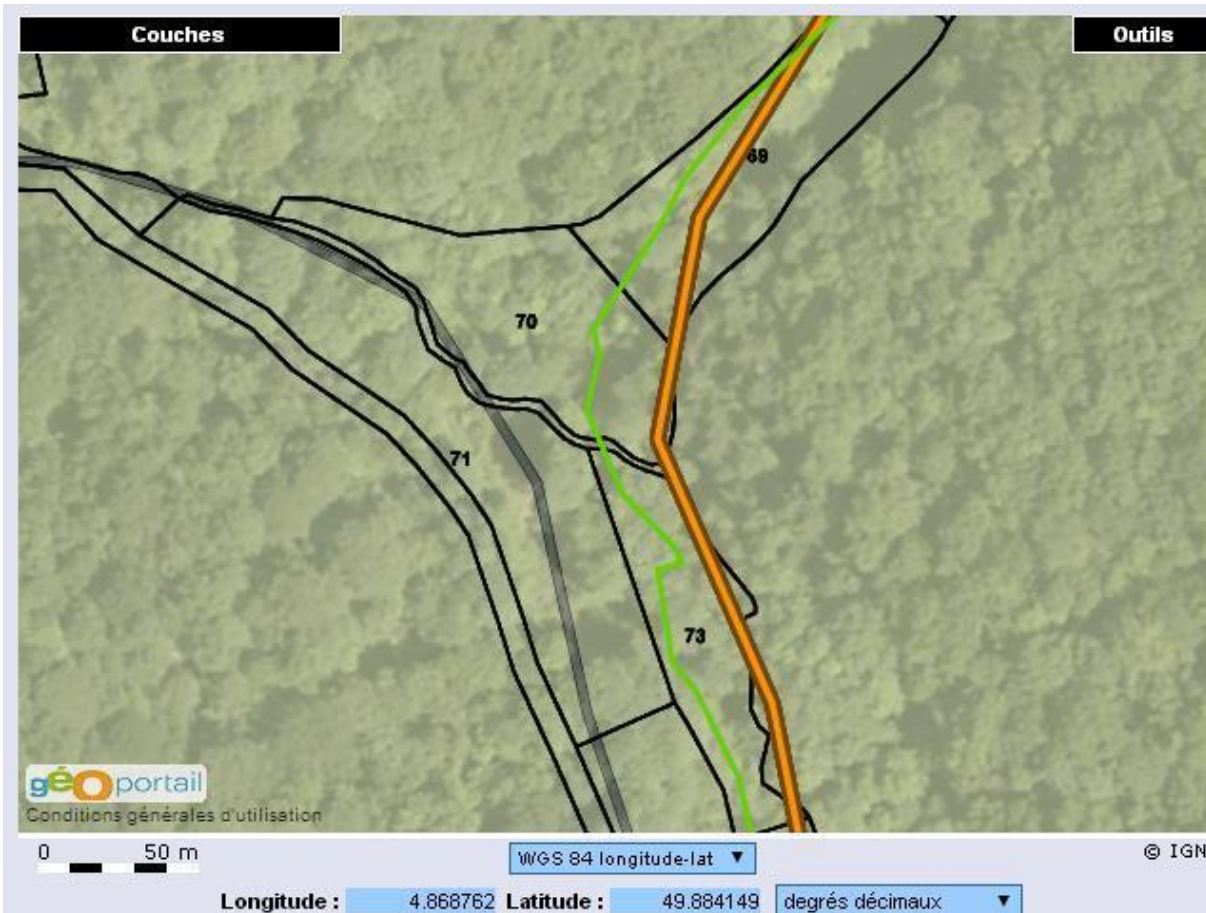 Couches Outils
69
70
71
73
géoportail
Conditions générales d'utilisation
0 50 m WGS 84 longitude-lat © IGN
Longitude : 4.868762 Latitude : 49.884149 degrés décimaux